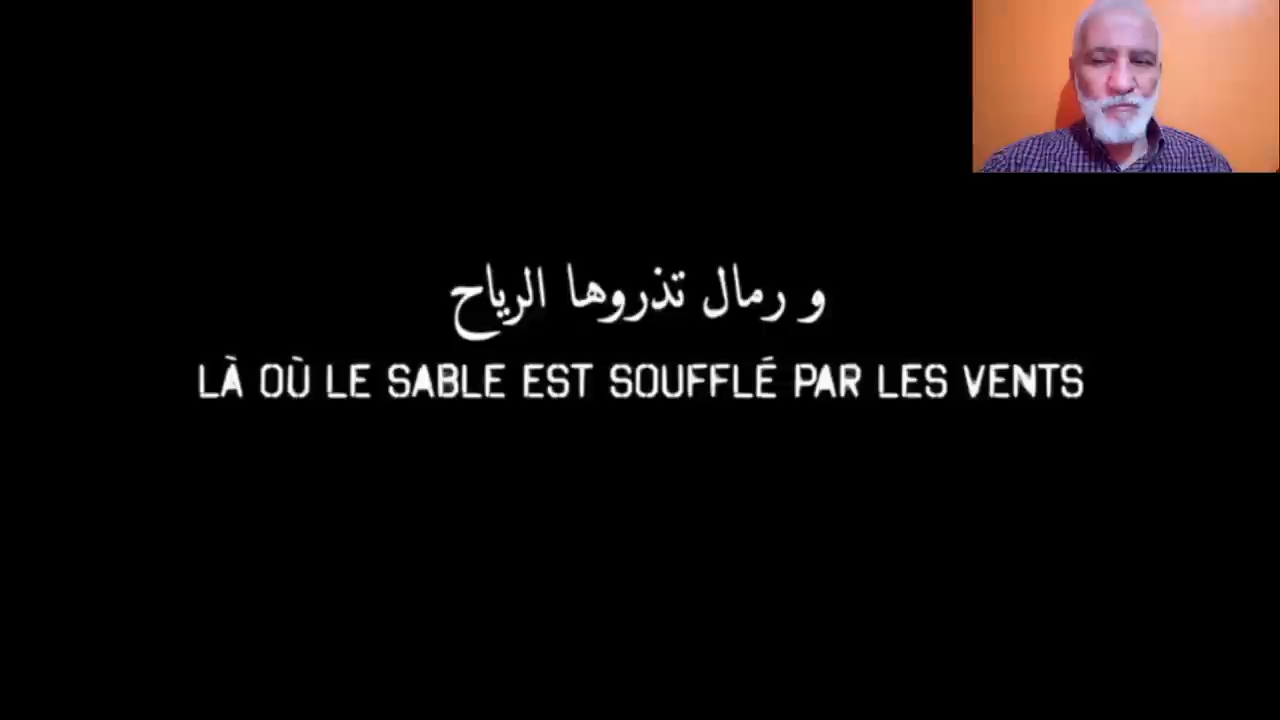 و رمال تذروها الرياح
LÀ OÙ LE SABLE EST SOUFFLÉ PAR LES VENTS